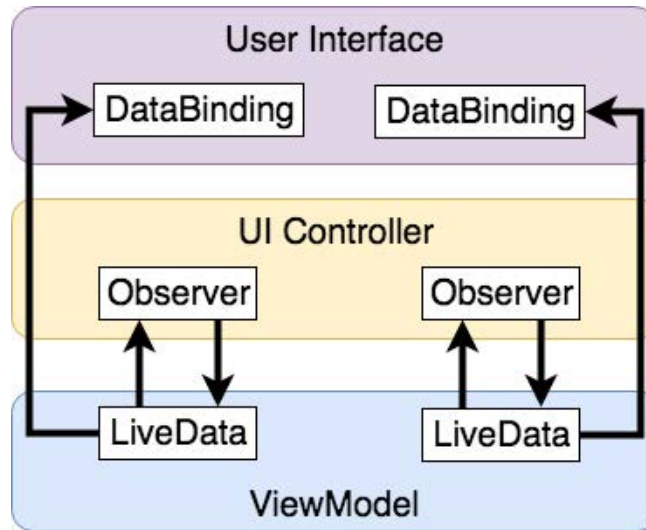 User Interface
DataBinding
DataBinding
UI Controller
Observer
Observer
LiveData
LiveData
ViewModel